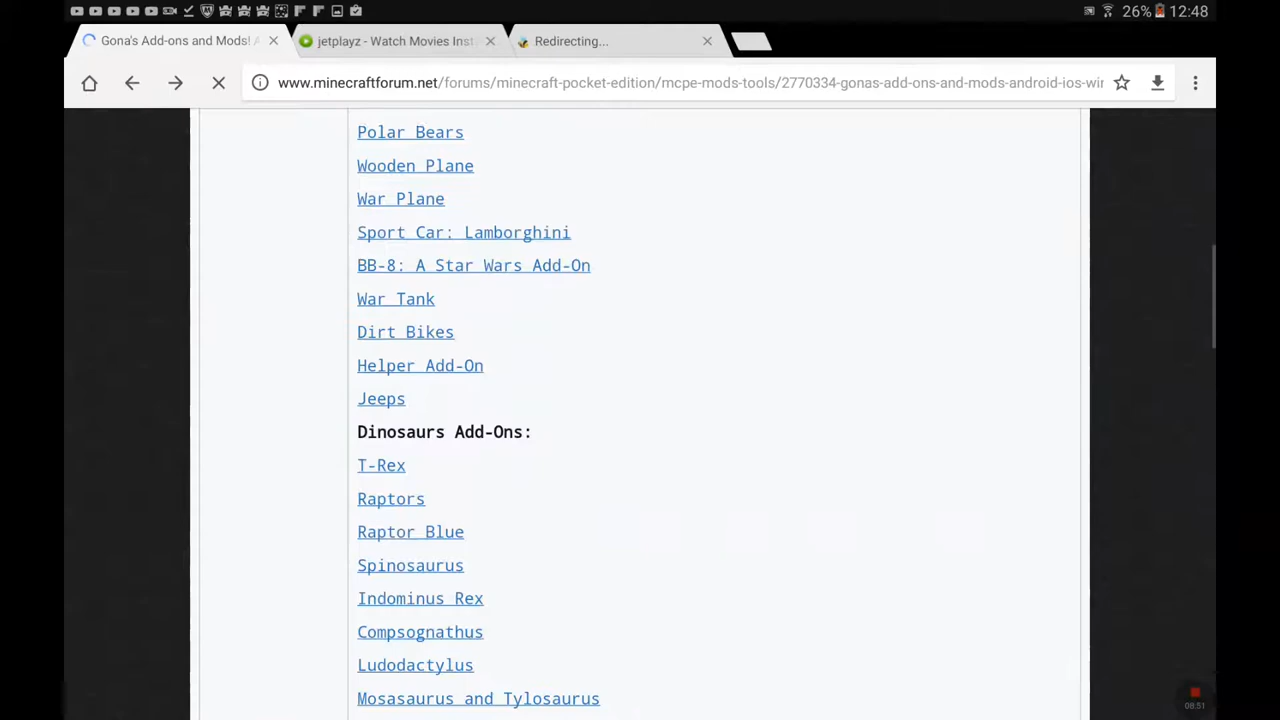 26% 12:48
Gona's Add-ons and Mods! A
jetplayz - Watch Movies Inst
Redirecting...
www.minecraftforum.net/forums/minecraft-pocket-edition/mcpe-mods-tools/2770334-gonas-add-ons-and-mods-android-ios-wir
Polar Bears
Wooden Plane
War Plane
Sport Car: Lamborghini
BB-8: A Star Wars Add-On
War Tank
Dirt Bikes
Helper Add-On
Jeeps
Dinosaurs Add-Ons:
T-Rex
Raptors
Raptor Blue
Spinosaurus
Indominus Rex
Compsognathus
Ludodactylus
Mosasaurus and Tylosaurus
08:51